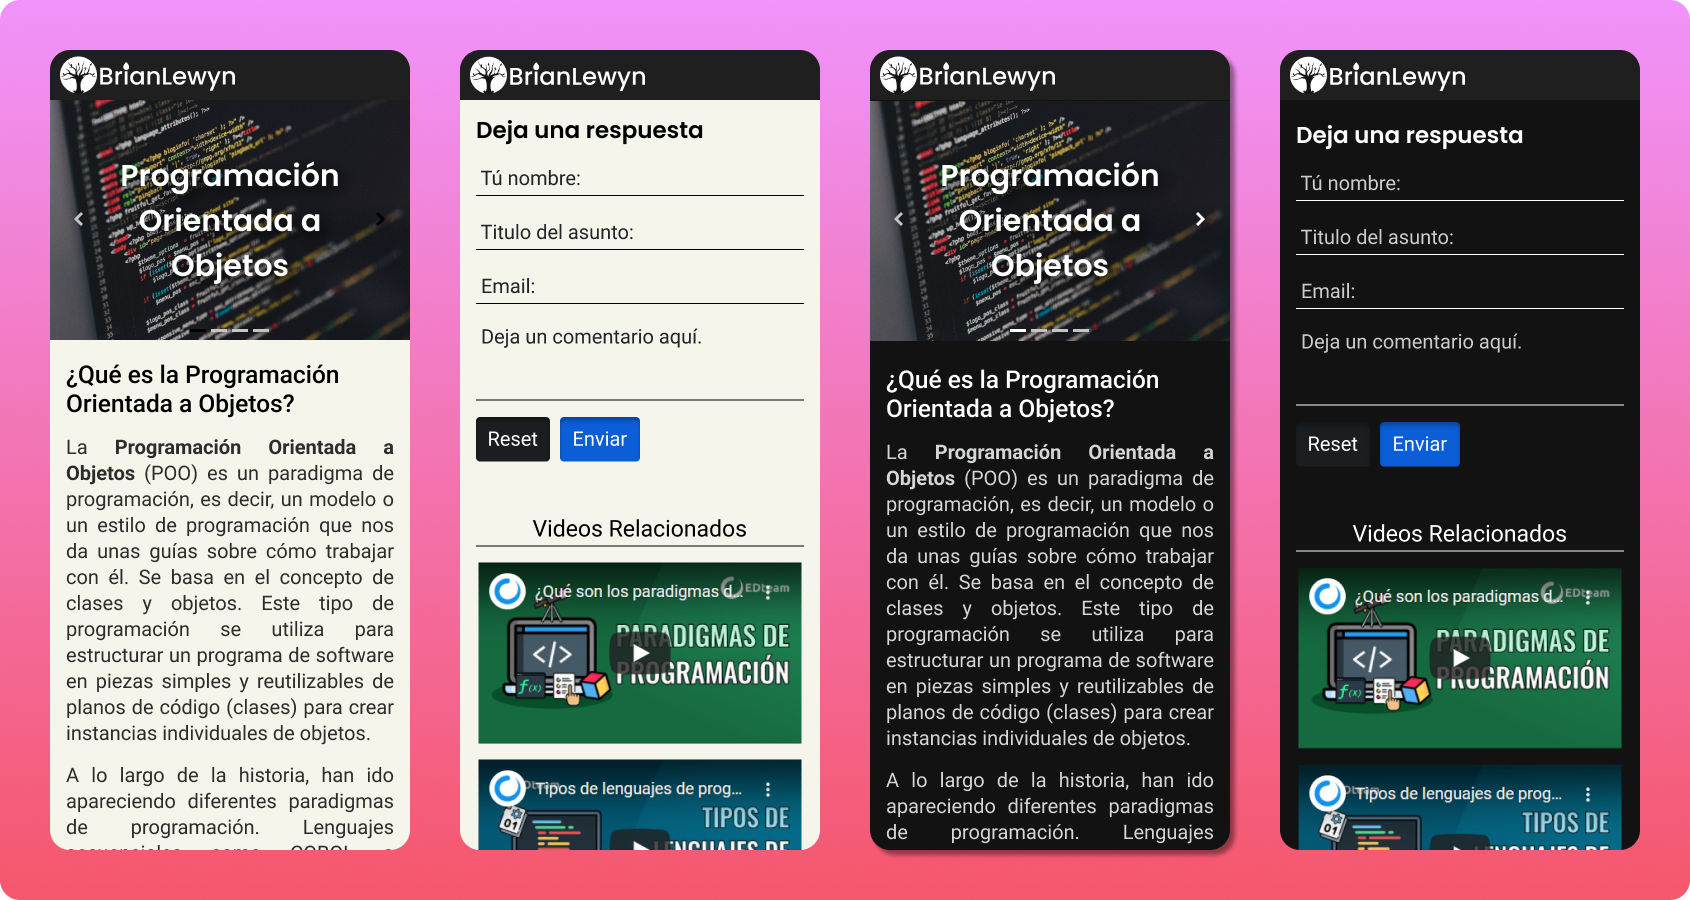 BrianLewyn
Programación
Orientada a
Objetos
¿Qué es la Programación
Orientada a Objetos?
La Programación Orientada a
Objetos (POO) es un paradigma de
programación, es decir, un modelo o
un estilo de programación que nos
da unas guías sobre cómo trabajar
con él. Se basa en el concepto de
clases y objetos. Este tipo de
programación se utiliza para
estructurar un programa de software
en piezas simples y reutilizables de
planos de código (clases) para crear
instancias individuales de objetos.
A lo largo de la historia, han ido
apareciendo diferentes paradigmas
de programación. Lenguajes
BrianLewyn
Deja una respuesta
Tú nombre:
Titulo del asunto:
Email:
Deja un comentario aquí.
Reset Enviar
Videos Relacionados
¿Qué son los paradigmas d...
EDteam
PARADIGMAS DE
PROGRAMACIÓN
</>
f(x)
Tipos de lenguajes de prog...
01
TIPOS DE
LENGUAJES DE
BrianLewyn
Programación
Orientada a
Objetos
¿Qué es la Programación
Orientada a Objetos?
La Programación Orientada a
Objetos (POO) es un paradigma de
programación, es decir, un modelo o
un estilo de programación que nos
da unas guías sobre cómo trabajar
con él. Se basa en el concepto de
clases y objetos. Este tipo de
programación se utiliza para
estructurar un programa de software
en piezas simples y reutilizables de
planos de código (clases) para crear
instancias individuales de objetos.
A lo largo de la historia, han ido
apareciendo diferentes paradigmas
de programación. Lenguajes
BrianLewyn
Deja una respuesta
Tú nombre:
Titulo del asunto:
Email:
Deja un comentario aquí.
Reset Enviar
Videos Relacionados
¿Qué son los paradigmas d...
EDteam
PARADIGMAS DE
PROGRAMACIÓN
</>
f(x)
Tipos de lenguajes de prog...
01
TIPOS DE
LENGUAJES DE